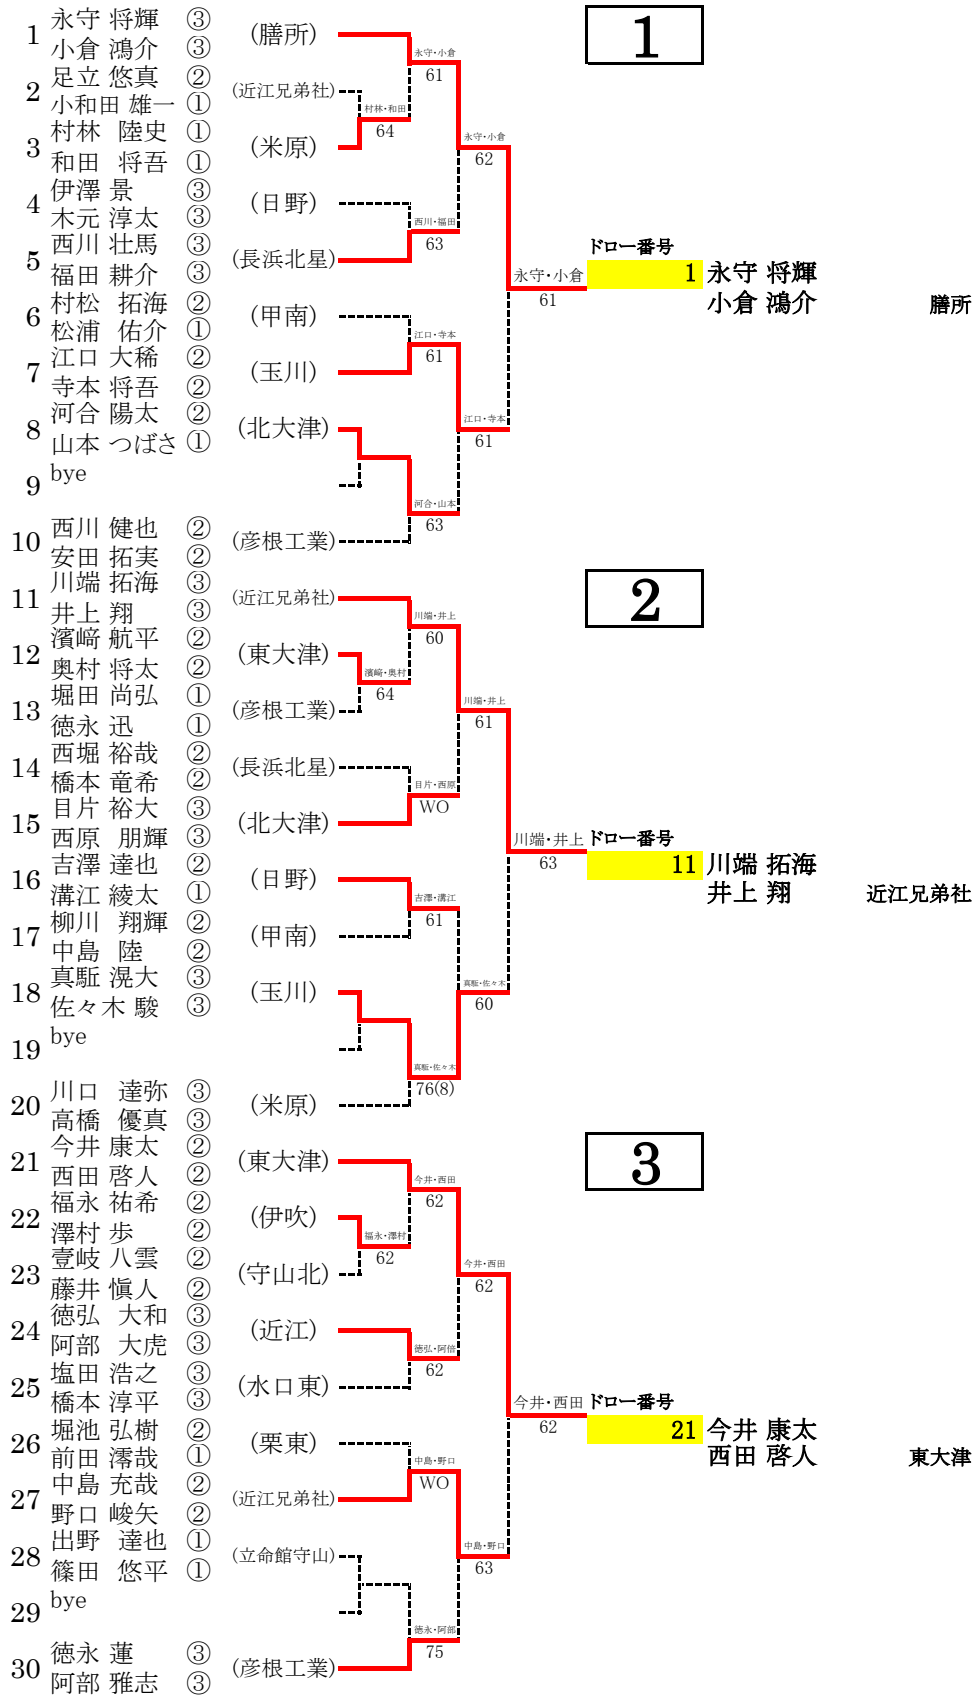 1
永守 将輝 ③
小倉 鴻介 ③
(膳所)
2
足立 悠真 ②
小和田 雄一 ①
(近江兄弟社)
3
村林 陸史 ①
和田 将吾 ①
(米原)
4
伊澤 景 ③
木元 淳太 ③
(日野)
5
西川 壮馬 ③
福田 耕介 ③
(長浜北星)
6
村松 拓海 ②
松浦 佑介 ①
(甲南)
7
江口 大稀 ②
寺本 将吾 ②
(玉川)
8
河合 陽太 ②
山本 つばさ ①
(北大津)
9
bye
10
西川 健也 ②
安田 拓実 ②
(彦根工業)
永守・小倉
61
村林・和田
64
永守・小倉
62
西川・福田
63
永守・小倉
61
江口・寺本
61
江口・寺本
61
河合・山本
63
1
ドロー番号
1 永守 将輝
小倉 鴻介 膳所
11
川端 拓海 ③
井上 翔 ③
(近江兄弟社)
12
濱﨑 航平 ②
奥村 将太 ②
(東大津)
13
堀田 尚弘 ①
徳永 迅 ①
(彦根工業)
14
西堀 裕哉 ②
橋本 竜希 ②
(長浜北星)
15
目片 裕大 ③
西原 朋輝 ③
(北大津)
16
吉澤 達也 ②
溝江 綾太 ①
(日野)
17
柳川 翔輝 ②
中島 陸 ②
(甲南)
18
真駈 滉大 ③
佐々木 駿 ③
(玉川)
19
bye
20
川口 達弥 ③
高橋 優真 ③
(米原)
川端・井上
60
濱﨑・奥村
64
川端・井上
61
目片・西原
WO
川端・井上
63
吉澤・溝江
61
真駈・佐々木
60
真駈・佐々木
76(8)
2
ドロー番号
11 川端 拓海
井上 翔 近江兄弟社
21
今井 康太 ②
西田 啓人 ②
(東大津)
22
福永 祐希 ②
澤村 歩 ②
(伊吹)
23
壹岐 八雲 ②
藤井 愼人 ②
(守山北)
24
徳弘 大和 ③
阿部 大虎 ③
(近江)
25
塩田 浩之 ③
橋本 淳平 ③
(水口東)
26
堀池 弘樹 ②
前田 澪哉 ①
(栗東)
27
中島 充哉 ②
野口 峻矢 ②
(近江兄弟社)
28
出野 達也 ①
篠田 悠平 ①
(立命館守山)
29
bye
30
徳永 蓮 ③
阿部 雅志 ③
(彦根工業)
今井・西田
62
福永・澤村
62
今井・西田
62
徳弘・阿倍
62
今井・西田
62
中島・野口
WO
中島・野口
63
徳永・阿部
75
3
ドロー番号
21 今井 康太
西田 啓人 東大津